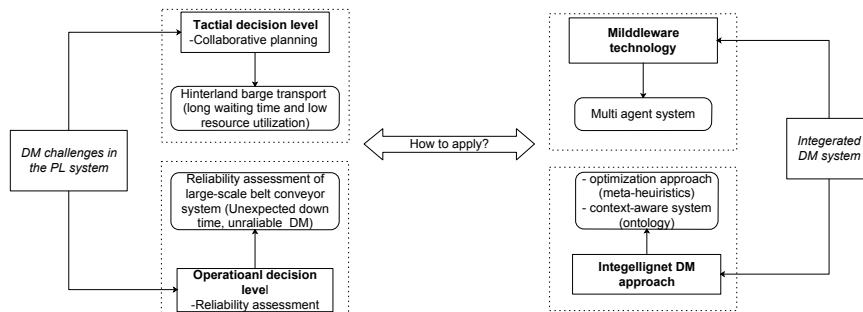 Tactial decision level
-Collaborative planning
Hinterland barge transport
(long waiting time and low
resource utilization)
DM challenges in
the PL system
Reliability assessment of
large-scale belt conveyor
system (Unexpected down
time, unraliable DM)
Operatioanl decision
level
-Reliability assessment
How to apply?
Milddleware
technology
Multi agent system
Integerated
DM system
- optimization approach
(meta-heuiristics)
- context-aware system
(ontology)
Integellignet DM
approach